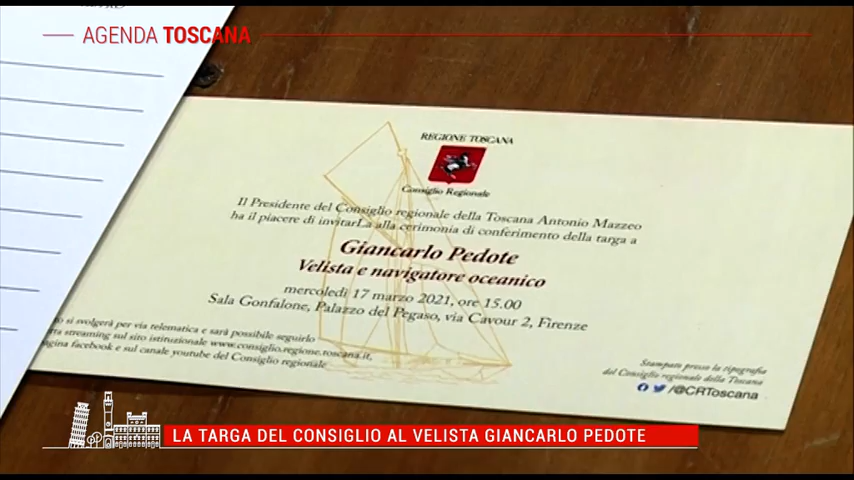 AGENDA TOSCANA
REGIONE TOSCANA
Consiglio Regionale
Il Presidente del Consiglio regionale della Toscana Antonio Mazzeo
ha il piacere di invitarLa alla cerimonia di conferimento della targa a
Giancarlo Pedote
Velista e navigatore oceanico
mercoledì 17 marzo 2021, ore 15.00
Sala Gonfalone, Palazzo del Pegaso, via Cavour 2, Firenze
si svolgerà per via telematica e sarà possibile seguirlo
streaming sul sito istituzionale www.consiglio.regione.toscana.it,
facebook e sul canale youtube del Consiglio regionale
Stampato presso la tipografia
del Consiglio regionale della Toscana
/@CRToscana
LA TARGA DEL CONSIGLIO AL VELISTA GIANCARLO PEDOTE